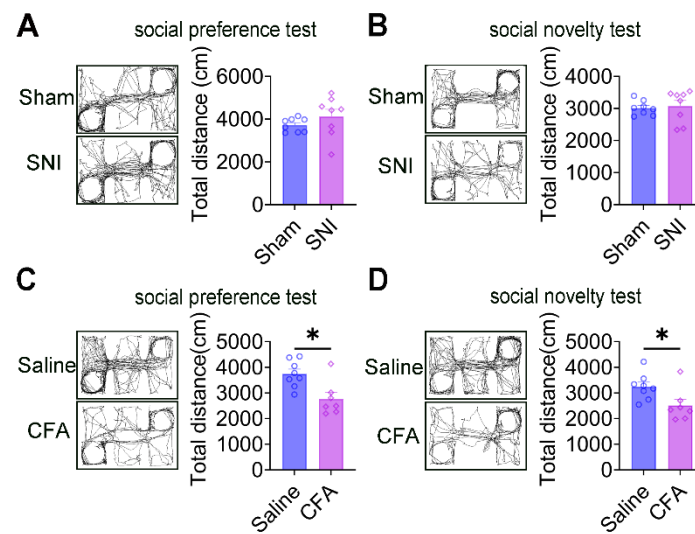 A
social preference test
Sham
SNI
Total distance (cm)
6000
4000
2000
0
Sham
SNI
B
social novelty test
Sham
SNI
Total distance (cm)
4000
3000
2000
1000
0
Sham
SNI
C
social preference test
Saline
CFA
Total distance(cm)
5000
4000
3000
2000
1000
0
*
Saline
CFA
D
social novelty test
Saline
CFA
Total distance(cm)
5000
4000
3000
2000
1000
0
*
Saline
CFA